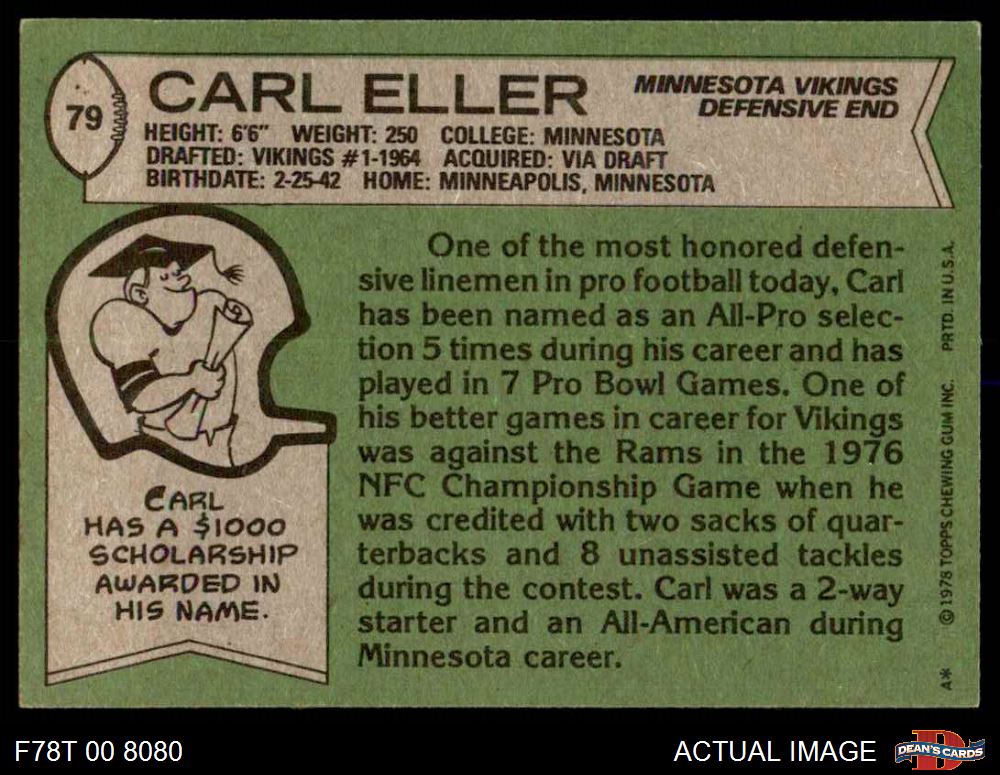 79
CARL ELLER
MINNESOTA VIKINGS
DEFENSIVE END
HEIGHT: 6'6" WEIGHT: 250 COLLEGE: MINNESOTA
DRAFTED: VIKINGS #1-1964 ACQUIRED: VIA DRAFT
BIRTHDATE: 2-25-42 HOME: MINNEAPOLIS, MINNESOTA
One of the most honored defen-
sive linemen in pro football today, Carl
has been named as an All-Pro selec-
tion 5 times during his career and has
played in 7 Pro Bowl Games. One of
his better games in career for Vikings
was against the Rams in the 1976
NFC Championship Game when he
was credited with two sacks of quar-
terbacks and 8 unassisted tackles
during the contest. Carl was a 2-way
starter and an All-American during
Minnesota career.
CARL
HAS A $1000
SCHOLARSHIP
AWARDED IN
HIS NAME.
A* © 1978 TOPPS CHEWING GUM INC. PRTD. IN U.S.A.
F78T 00 8080
ACTUAL IMAGE
D
DEAN'S CARDS